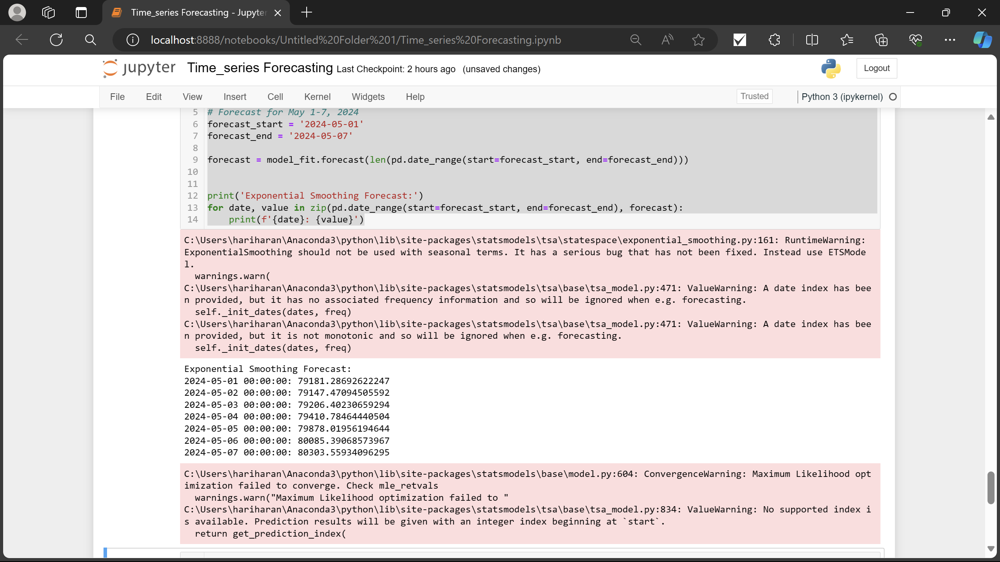 Time_series Forecasting - Jupyter
localhost:8888/notebooks/Untitled%20Folder%201/Time_series%20Forecasting.ipynb
jupyter Time_series Forecasting Last Checkpoint: 2 hours ago (unsaved changes)
Logout
File Edit View Insert Cell Kernel Widgets Help
Trusted
Python 3 (ipykernel)
5 # Forecast for May 1-7, 2024
6 forecast_start = '2024-05-01'
7 forecast_end = '2024-05-07'
8
9 forecast = model_fit.forecast(len(pd.date_range(start=forecast_start, end=forecast_end)))
10
11
12 print('Exponential Smoothing Forecast:')
13 for date, value in zip(pd.date_range(start=forecast_start, end=forecast_end), forecast):
14     print(f'{date}: {value}')
C:\Users\hariharan\Anaconda3\python\lib\site-packages\statsmodels\tsa\statespace\exponential_smoothing.py:161: RuntimeWarning:
ExponentialSmoothing should not be used with seasonal terms. It has a serious bug that has not been fixed. Instead use ETSMode
l.
  warnings.warn(
C:\Users\hariharan\Anaconda3\python\lib\site-packages\statsmodels\tsa\base\tsa_model.py:471: ValueWarning: A date index has bee
n provided, but it has no associated frequency information and so will be ignored when e.g. forecasting.
  self._init_dates(dates, freq)
C:\Users\hariharan\Anaconda3\python\lib\site-packages\statsmodels\tsa\base\tsa_model.py:471: ValueWarning: A date index has bee
n provided, but it is not monotonic and so will be ignored when e.g. forecasting.
  self._init_dates(dates, freq)
Exponential Smoothing Forecast:
2024-05-01 00:00:00: 79181.28692622247
2024-05-02 00:00:00: 79147.47094505592
2024-05-03 00:00:00: 79206.40230659294
2024-05-04 00:00:00: 79410.78464440504
2024-05-05 00:00:00: 79878.01956194644
2024-05-06 00:00:00: 80085.39068573967
2024-05-07 00:00:00: 80303.55934096295
C:\Users\hariharan\Anaconda3\python\lib\site-packages\statsmodels\base\model.py:604: ConvergenceWarning: Maximum Likelihood opt
imization failed to converge. Check mle_retvals
  warnings.warn("Maximum Likelihood optimization failed to "
C:\Users\hariharan\Anaconda3\python\lib\site-packages\statsmodels\tsa\base\tsa_model.py:834: ValueWarning: No supported index i
s available. Prediction results will be given with an integer index beginning at `start`.
  return get_prediction_index(